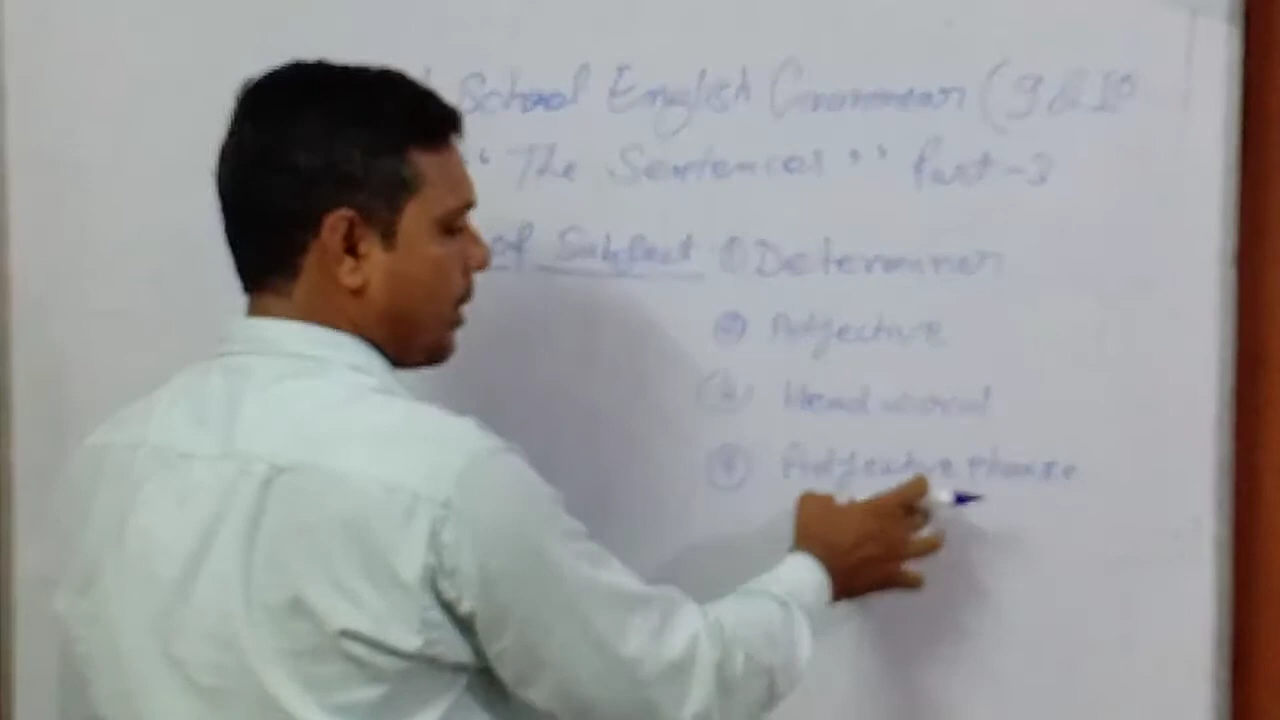 School English Grammar (9 & 10
" The Sentences " Part-3
of Subject ① Determiner
② Adjective
③ Head word
④ Adjective Phrase